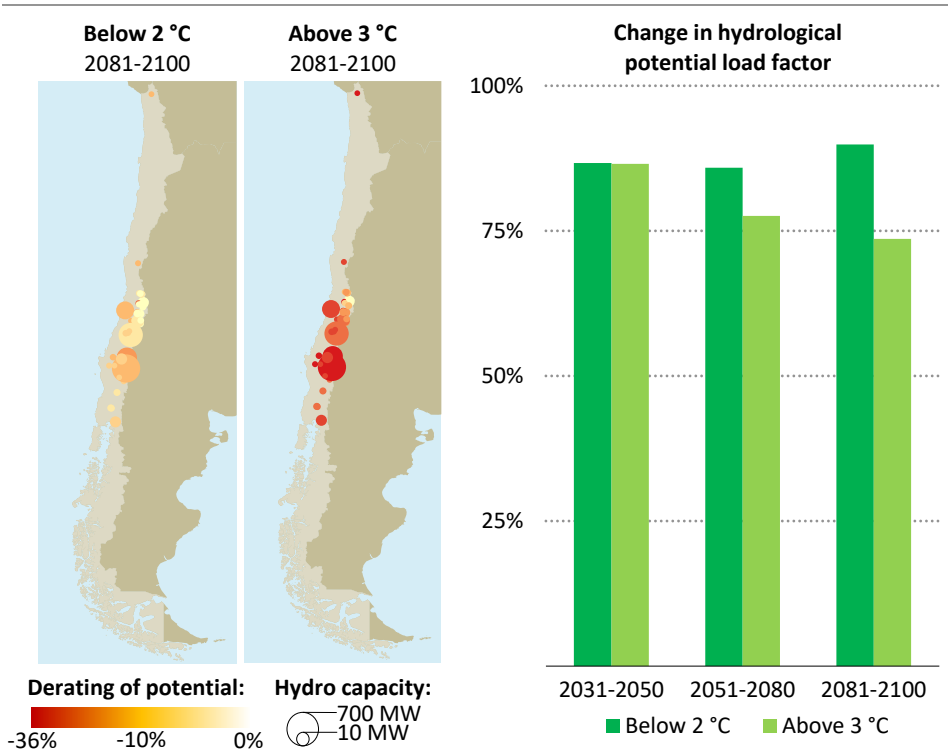 Below 2 °C
2081-2100
Above 3 °C
2081-2100
Derating of potential:
-36%
-10%
0%
Hydro capacity:
700 MW
10 MW
Change in hydrological
potential load factor
100%
75%
50%
25%
2031-2050
2051-2080
2081-2100
Below 2 °C
Above 3 °C